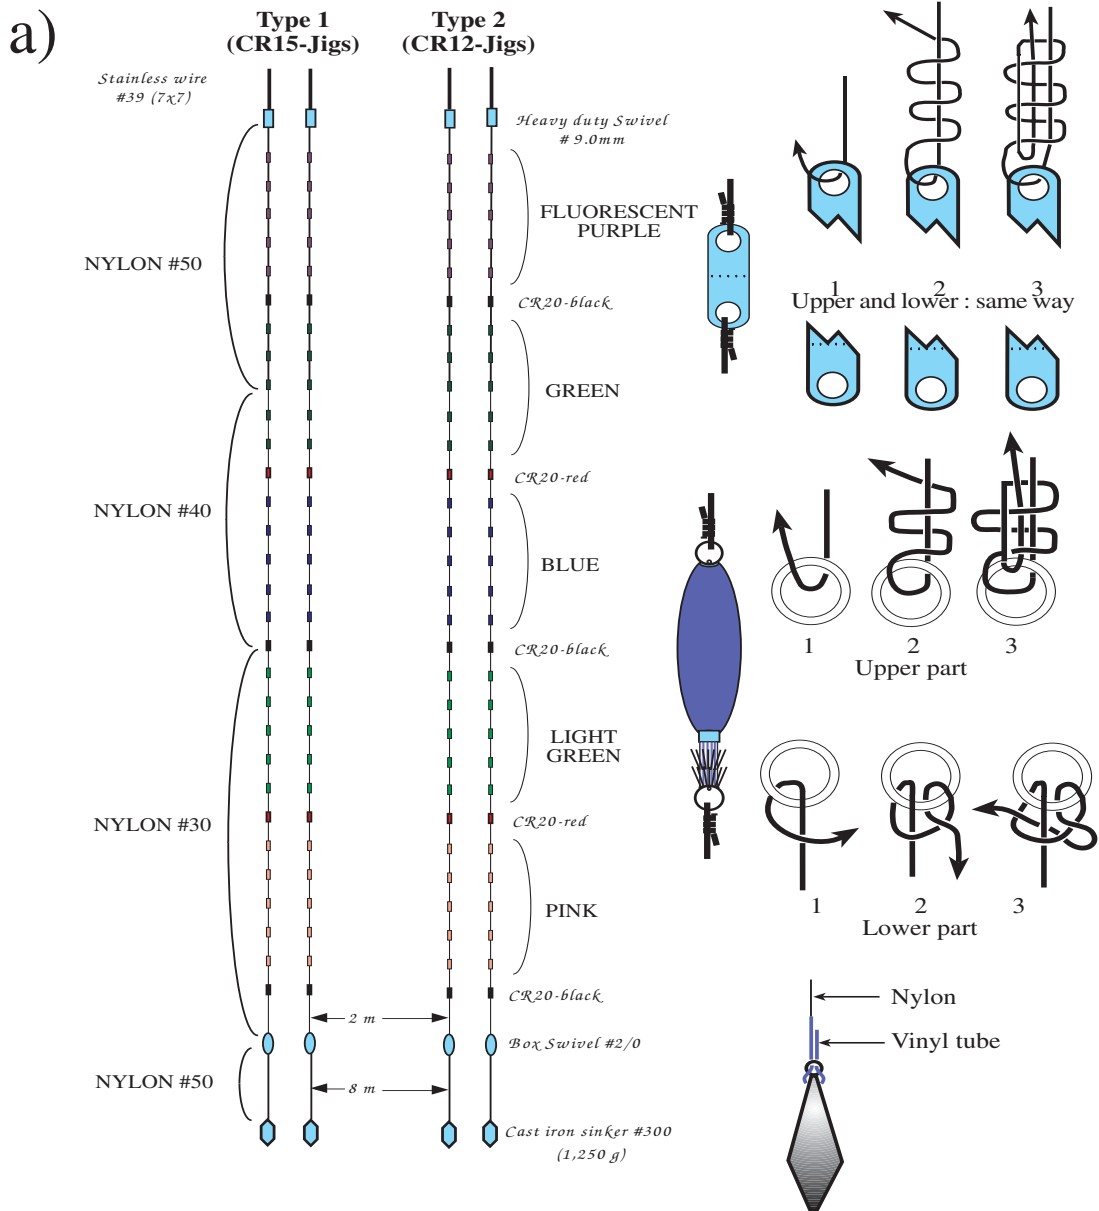 a)
Type 1
(CR15-Jigs)
Type 2
(CR12-Jigs)
Stainless wire
#39 (7x7)
Heavy duty Swivel
# 9.0mm
NYLON #50
FLUORESCENT
PURPLE
CR20-black
GREEN
NYLON #40
CR20-red
BLUE
CR20-black
NYLON #30
LIGHT
GREEN
CR20-red
PINK
CR20-black
2 m
Box Swivel #2/0
NYLON #50
8 m
Cast iron sinker #300
(1,250 g)
1 2 3
Upper and lower : same way
1 2 3
Upper part
1 2 3
Lower part
Nylon
Vinyl tube